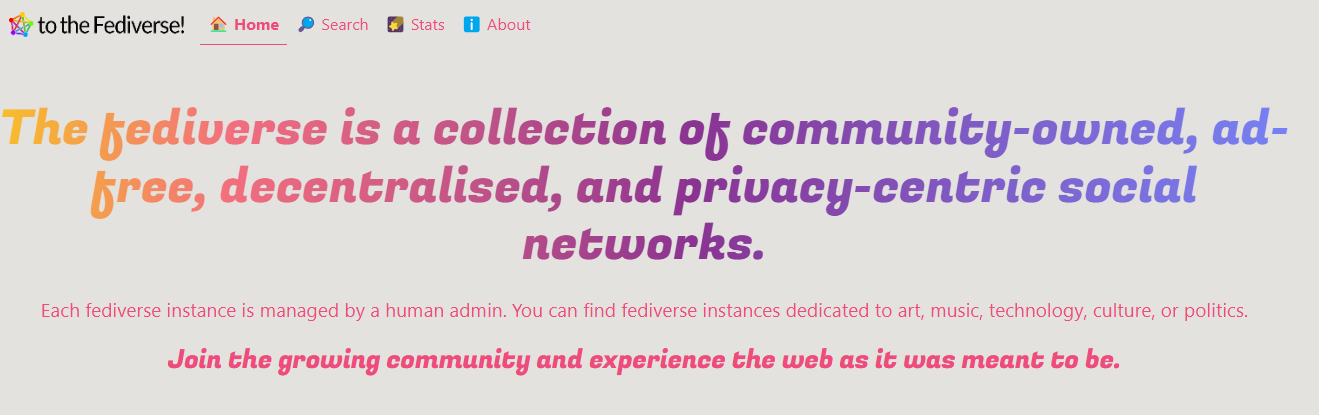 to the Fediverse! Home Search Stats About
The fediverse is a collection of community-owned, ad-
free, decentralised, and privacy-centric social
networks.
Each fediverse instance is managed by a human admin. You can find fediverse instances dedicated to art, music, technology, culture, or politics.
Join the growing community and experience the web as it was meant to be.